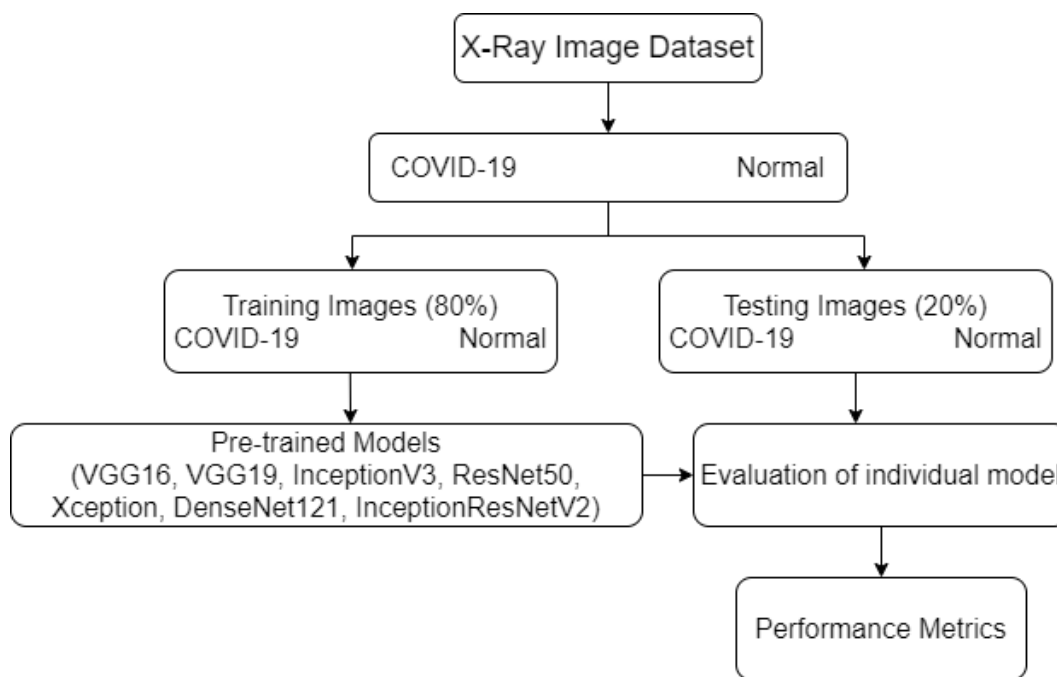 X-Ray Image Dataset
COVID-19 Normal
Training Images (80%)
COVID-19 Normal
Testing Images (20%)
COVID-19 Normal
Pre-trained Models
(VGG16, VGG19, InceptionV3, ResNet50,
Xception, DenseNet121, InceptionResNetV2)
Evaluation of individual model
Performance Metrics